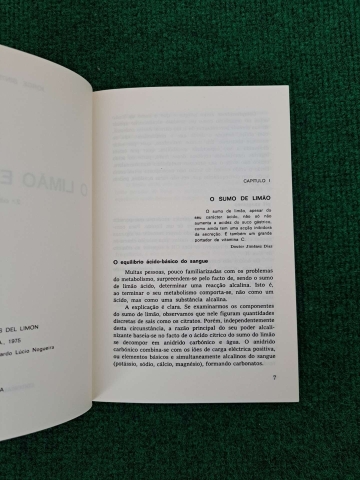 O LIMÃO E
S DEL LIMON
A., 1975
ardo Lúcio Nogueira
A
CAPÍTULO I
O SUMO DE LIMÃO
O sumo de limão, apesar do
seu carácter ácido, não só não
aumenta a acidez do suco gástrico,
como ainda tem uma acção inibidora
da secreção. É também um grande
portador da vitamina C.
Doctor Jiménez Díaz
O equilíbrio ácido-básico do sangue
Muitas pessoas, pouco familiarizadas com os problemas
do metabolismo, surpreendem-se pelo facto de, sendo o sumo
de limão ácido, determinar uma reacção alcalina. Isto é,
ao terminar o seu metabolismo comporta-se, não como um
ácido, mas como uma substância alcalina.
A explicação é clara. Se examinarmos os componentes
do sumo de limão, observamos que nele figuram quantidades
discretas de sais como os citratos. Porém, independentemente
desta circunstância, a razão principal do seu poder alcali-
nizante baseia-se no facto de o ácido cítrico do sumo do limão
se decompor em anidrido carbónico e água. O anidrido
carbónico combina-se com os iões de carga eléctrica positiva,
ou elementos básicos e simultaneamente alcalinos do sangue
(potássio, sódio, cálcio, magnésio), formando carbonatos.
7